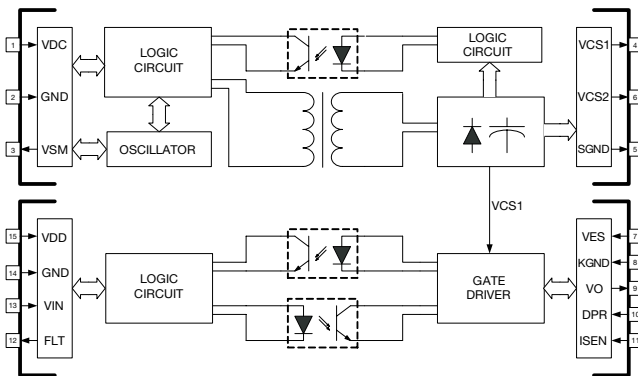 1 VDC
2 GND
3 VSM
LOGIC
CIRCUIT
OSCILLATOR
LOGIC
CIRCUIT
VCS1 4
VCS2 6
SGND 5
VCS1
15 VDD
14 GND
13 VIN
12 FLT
LOGIC
CIRCUIT
GATE
DRIVER
VES 7
KGND 8
VO 9
DPR 10
ISEN 11